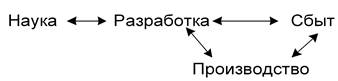 Наука Разработка Сбыт
Производство